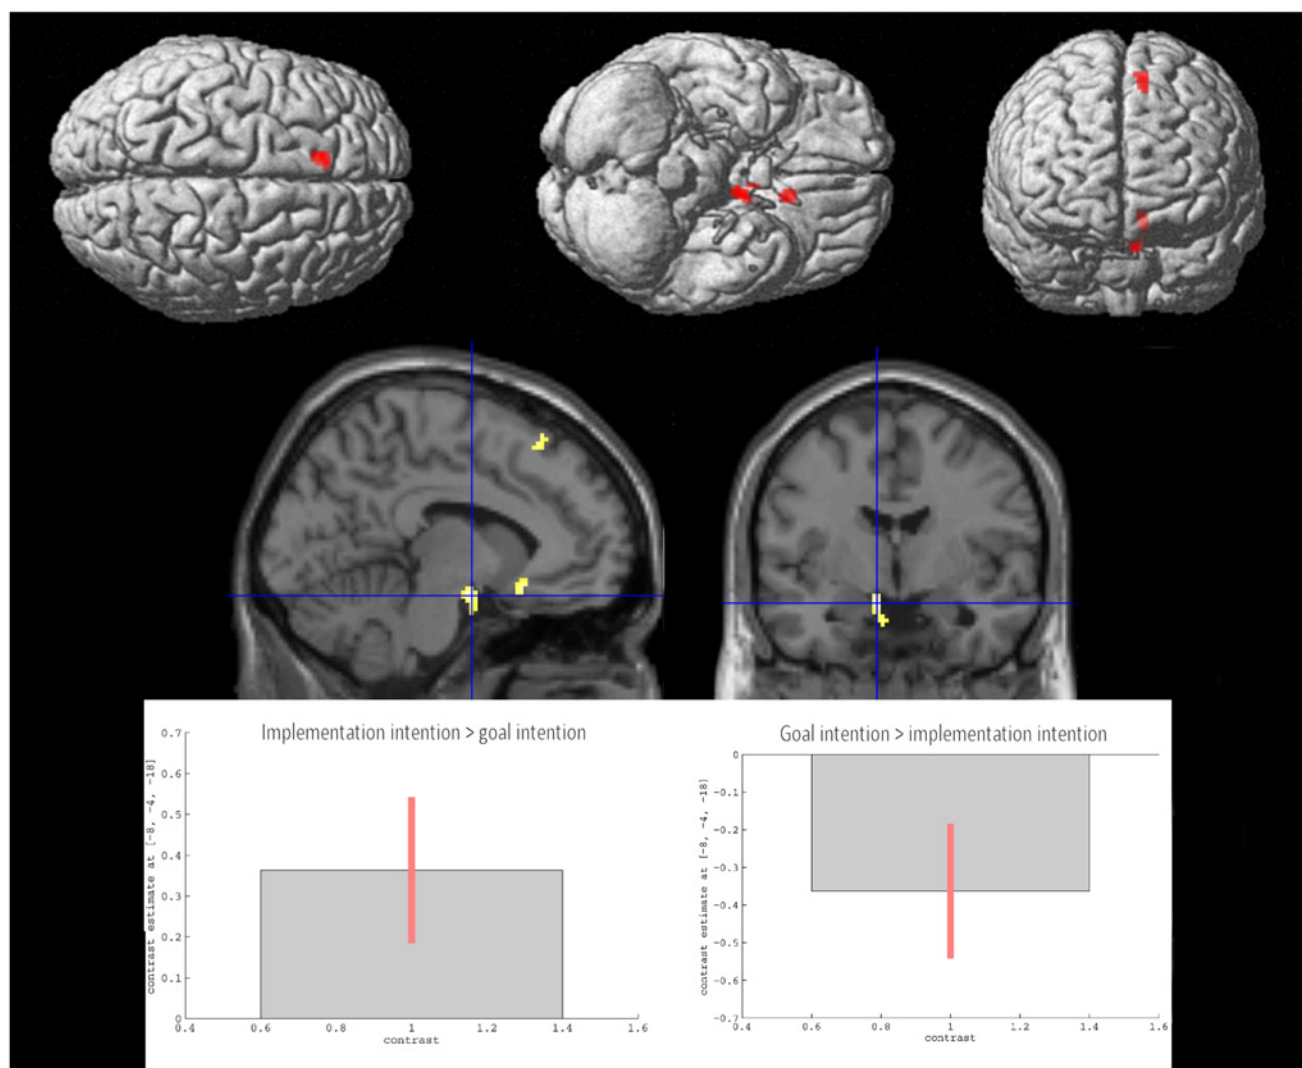 Implementation intention > goal intention
contrast estimate at [-8, -4, -18]
0.7
0.6
0.5
0.4
0.3
0.2
0.1
0
0.4 0.6 0.8 1 1.2 1.4 1.6
contrast
Goal intention > implementation intention
contrast estimate at [-8, -4, -18]
0
-0.1
-0.2
-0.3
-0.4
-0.5
-0.6
-0.7
0.4 0.6 0.8 1 1.2 1.4 1.6
contrast